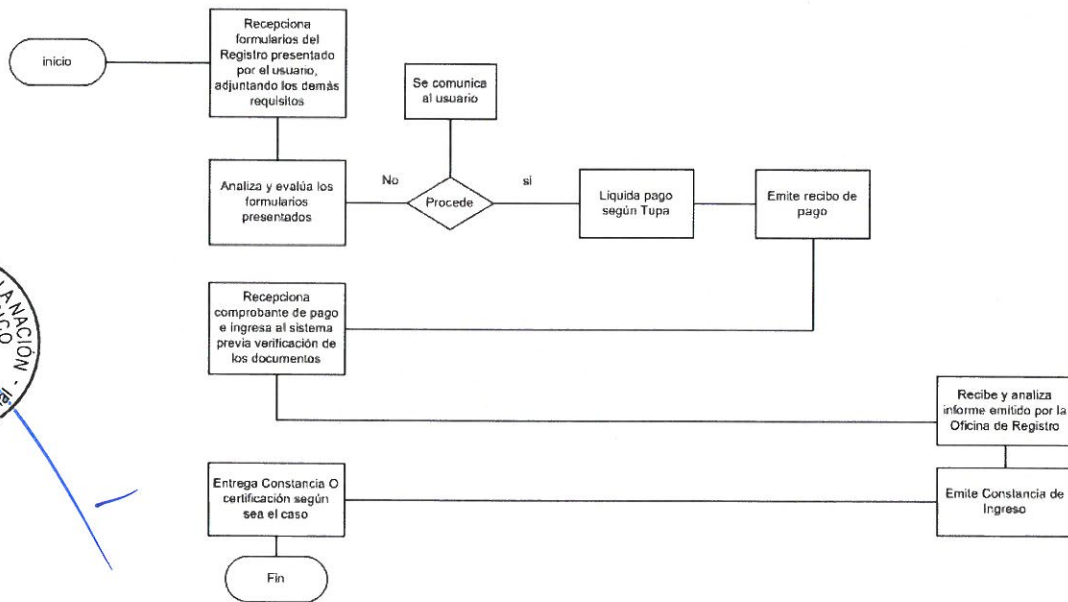 inicio
Recepciona
formularios del
Registro presentado
por el usuario,
adjuntando los demás
requisitos
Se comunica
al usuario
Analiza y evalúa los
formularios
presentados
No
Procede
si
Liquida pago
según Tupa
Emite recibo de
pago
Recepciona
comprobante de pago
e ingresa al sistema
previa verificación de
los documentos
LA NACIÓN -
Recibe y analiza
informe emitido por la
Oficina de Registro
Entrega Constancia O
certificación según
sea el caso
Emite Constancia de
Ingreso
Fin